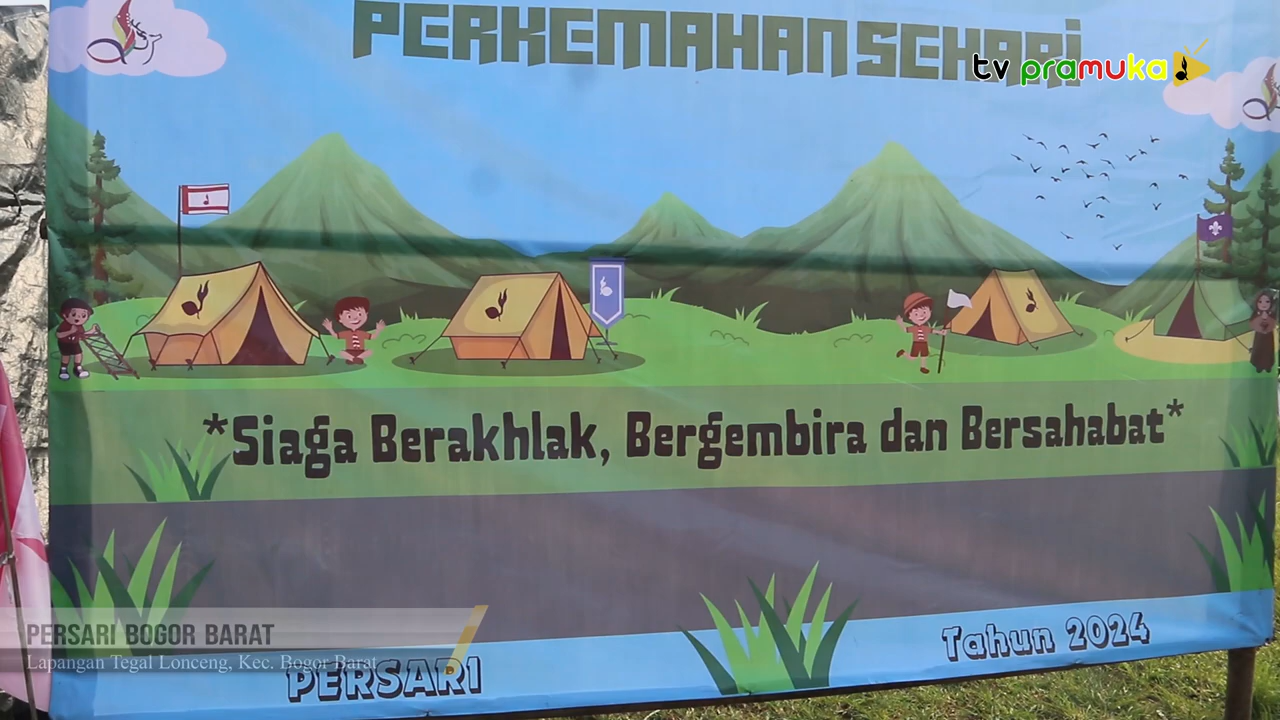 PERKEMAHAN SEHARI
tv pramuka
*Siaga Berakhlak, Bergembira dan Bersahabat*
Tahun 2024
PERSARI BOGOR BARAT
Lapangan Tegal Lonceng, Kec. Bogor Barat
PERSARI